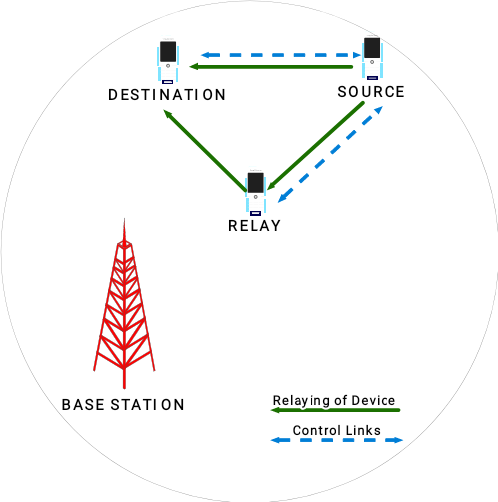 DESTINATION
SOURCE
RELAY
BASE STATION
Relaying of Device
Control Links